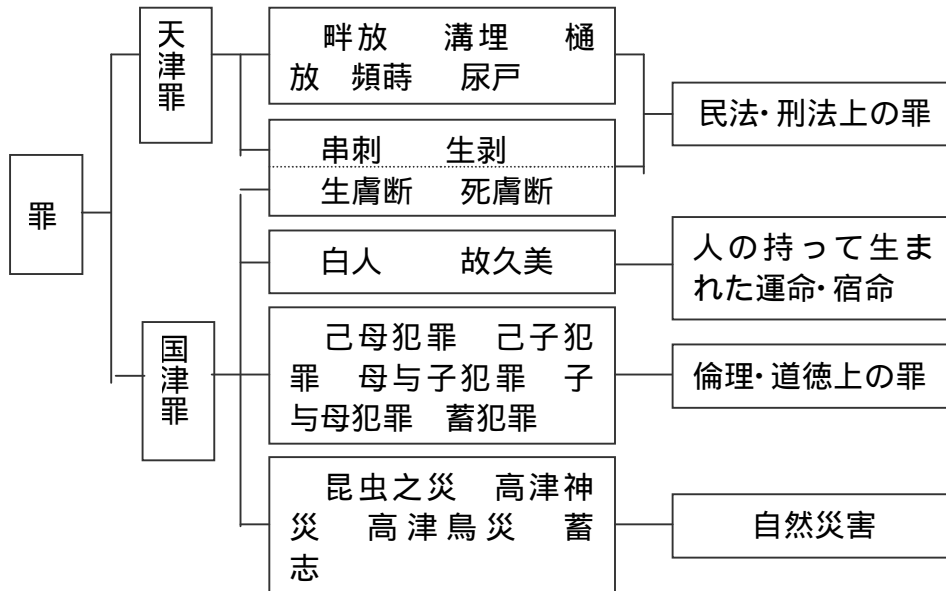 罪
天津罪
畔放　溝埋　樋
放　頻蒔　尿戸
串刺　生剥
生膚断　死膚断
民法・刑法上の罪
国津罪
白人　故久美
人の持って生ま
れた運命・宿命
己母犯罪　己子犯
罪　母与子犯罪　子
与母犯罪　蓄犯罪
倫理・道徳上の罪
昆虫之災　高津神
災　高津鳥災　蓄
志
自然災害